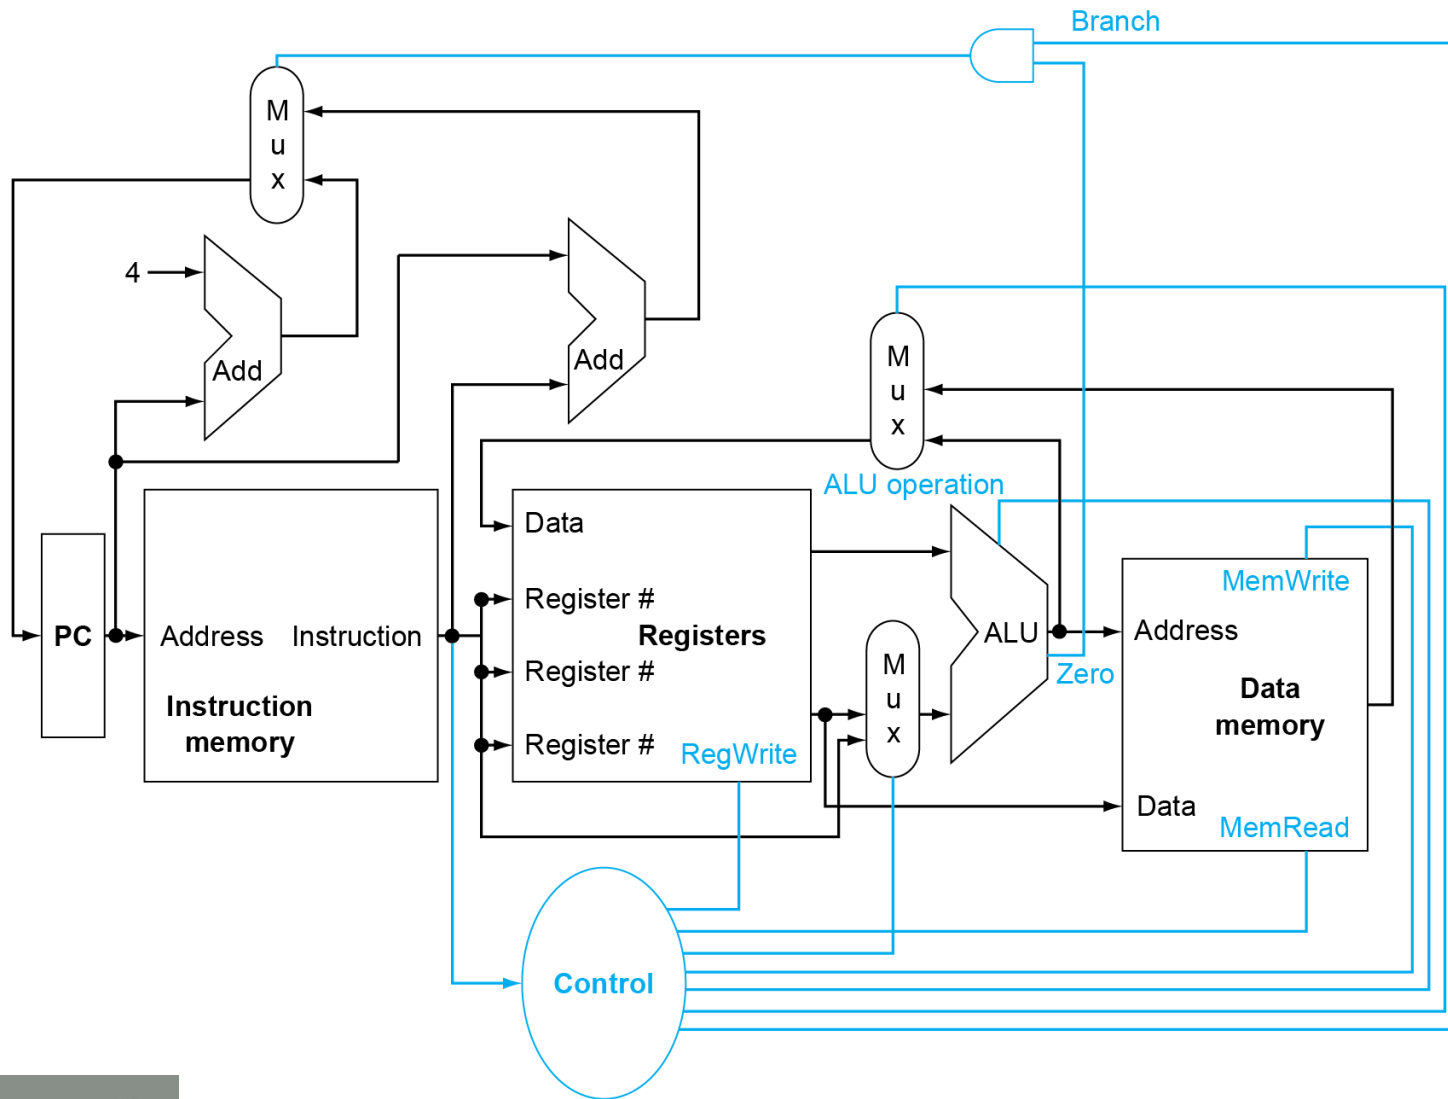 Branch
M
u
x
4
Add
Add
M
u
x
ALU operation
Data
Register #
Registers
Register #
Register #
RegWrite
PC
Address
Instruction
Instruction
memory
M
u
x
ALU
Zero
MemWrite
Address
Data
memory
Data
MemRead
Control